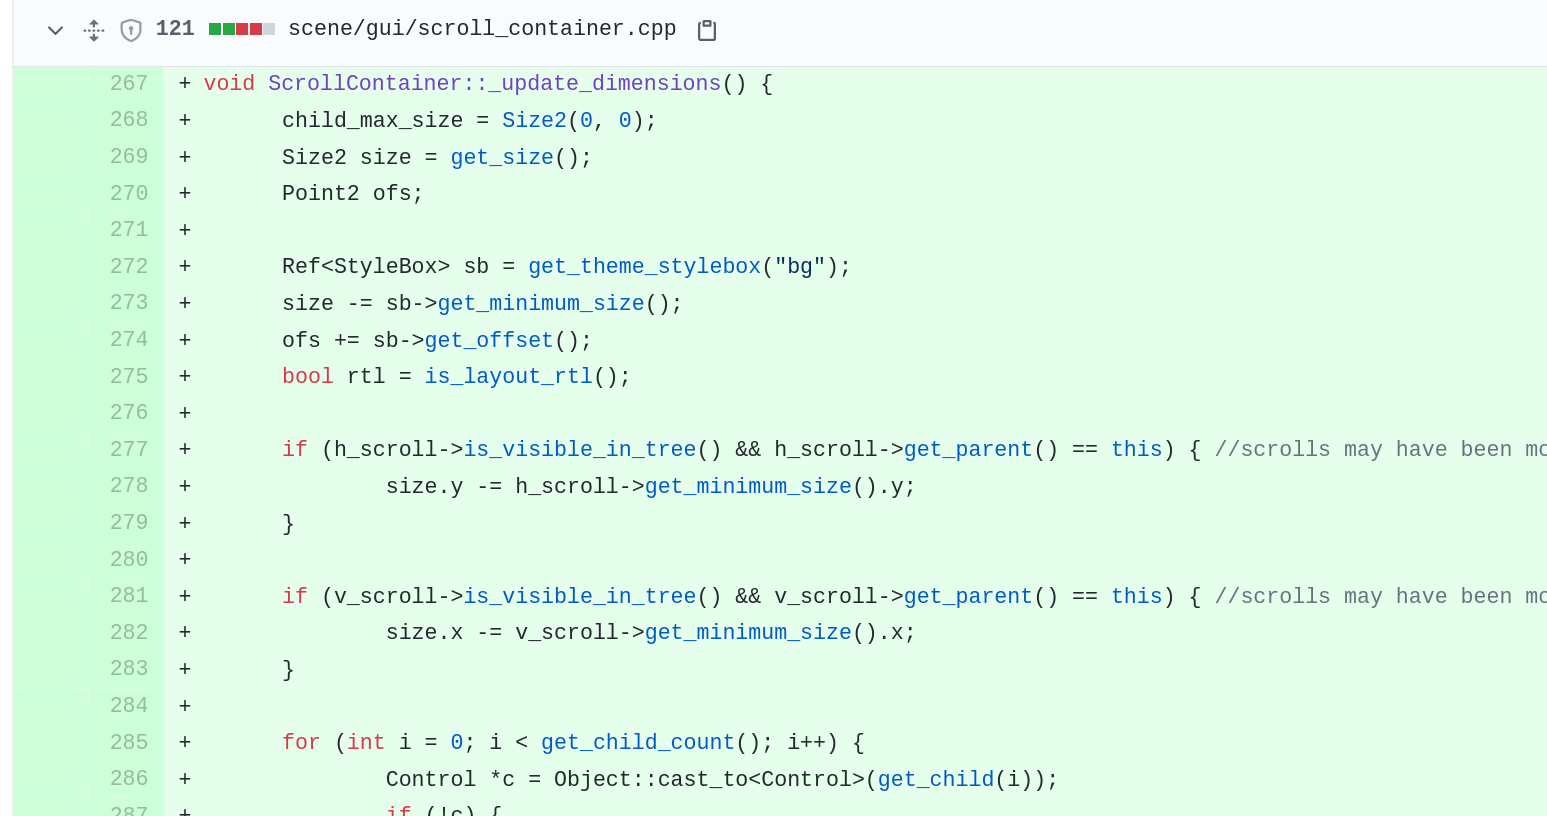 121 scene/gui/scroll_container.cpp
267 + void ScrollContainer::_update_dimensions() {
268 + child_max_size = Size2(0, 0);
269 + Size2 size = get_size();
270 + Point2 ofs;
271 +
272 + Ref<StyleBox> sb = get_theme_stylebox("bg");
273 + size -= sb->get_minimum_size();
274 + ofs += sb->get_offset();
275 + bool rtl = is_layout_rtl();
276 +
277 + if (h_scroll->is_visible_in_tree() && h_scroll->get_parent() == this) { //scrolls may have been mo
278 + size.y -= h_scroll->get_minimum_size().y;
279 + }
280 +
281 + if (v_scroll->is_visible_in_tree() && v_scroll->get_parent() == this) { //scrolls may have been mo
282 + size.x -= v_scroll->get_minimum_size().x;
283 + }
284 +
285 + for (int i = 0; i < get_child_count(); i++) {
286 + Control *c = Object::cast_to<Control>(get_child(i));
287 + if (!c) {